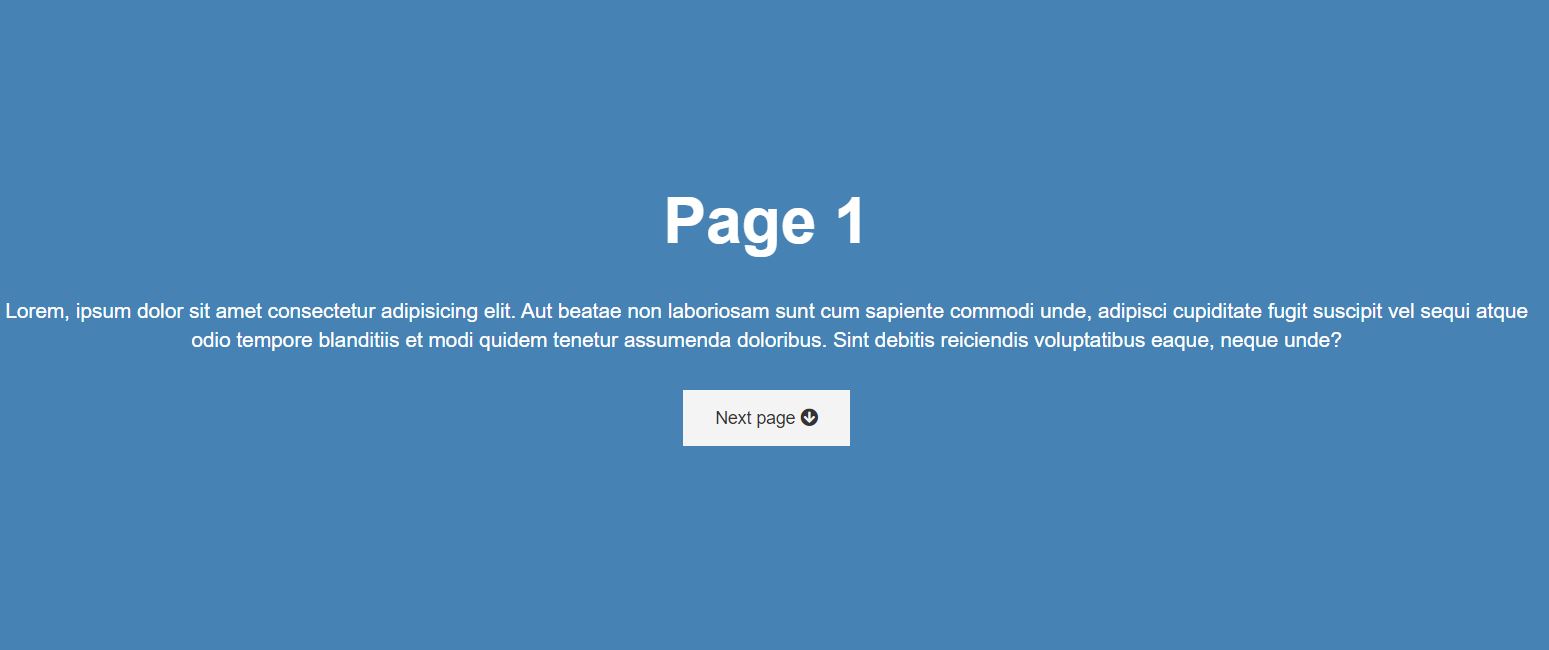 Page 1
Lorem, ipsum dolor sit amet consectetur adipisicing elit. Aut beatae non laboriosam sunt cum sapiente commodi unde, adipisci cupiditate fugit suscipit vel sequi atque
odio tempore blanditiis et modi quidem tenetur assumenda doloribus. Sint debitis reiciendis voluptatibus eaque, neque unde?
Next page